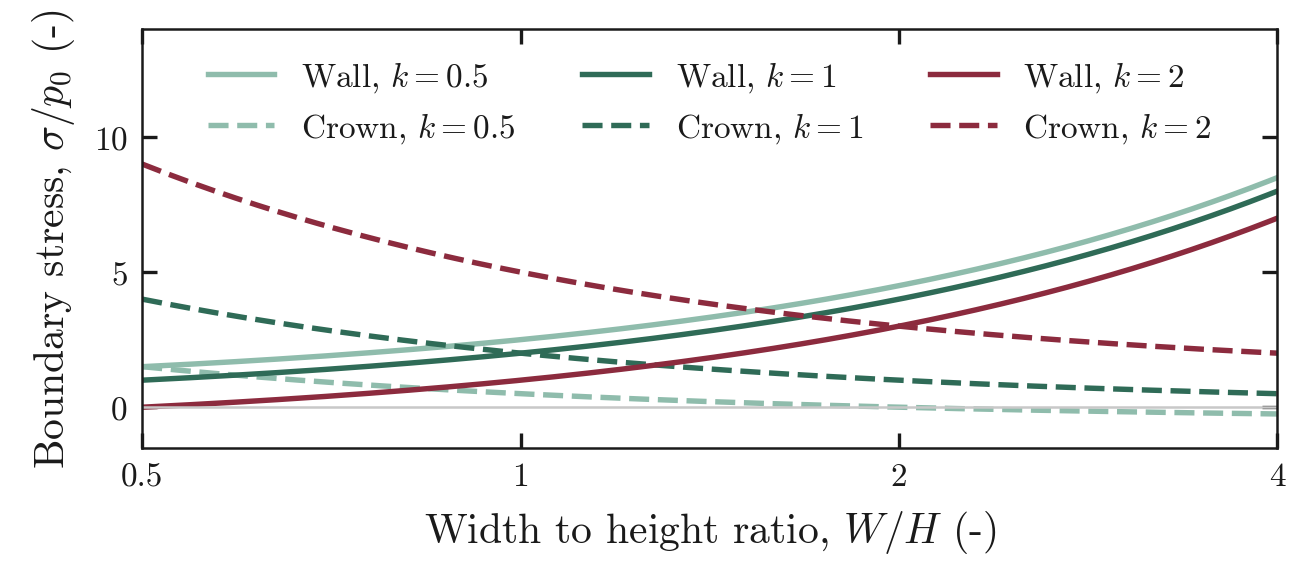 Boundary stress, σ/p₀ (-)
10
5
0
Wall, k = 0.5
Wall, k = 1
Wall, k = 2
Crown, k = 0.5
Crown, k = 1
Crown, k = 2
0.5
1
2
4
Width to height ratio, W/H (-)